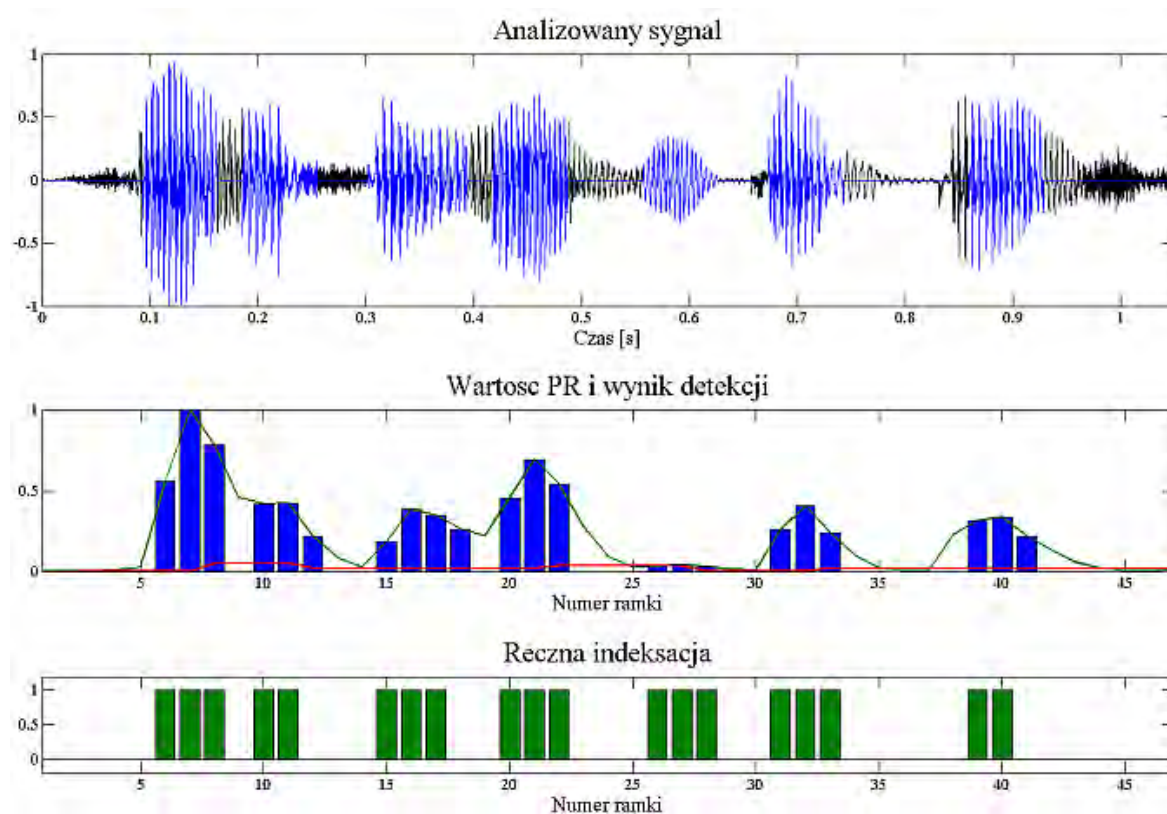 Analizowany sygnal
1
0.5
0
-0.5
-1
0 0.1 0.2 0.3 0.4 0.5 0.6 0.7 0.8 0.9 1
Czas [s]
Wartosc PR i wynik detekcji
1
0.5
0
5 10 15 20 25 30 35 40 45
Numer ramki
Reczna indeksacja
1
0.5
0
5 10 15 20 25 30 35 40 45
Numer ramki